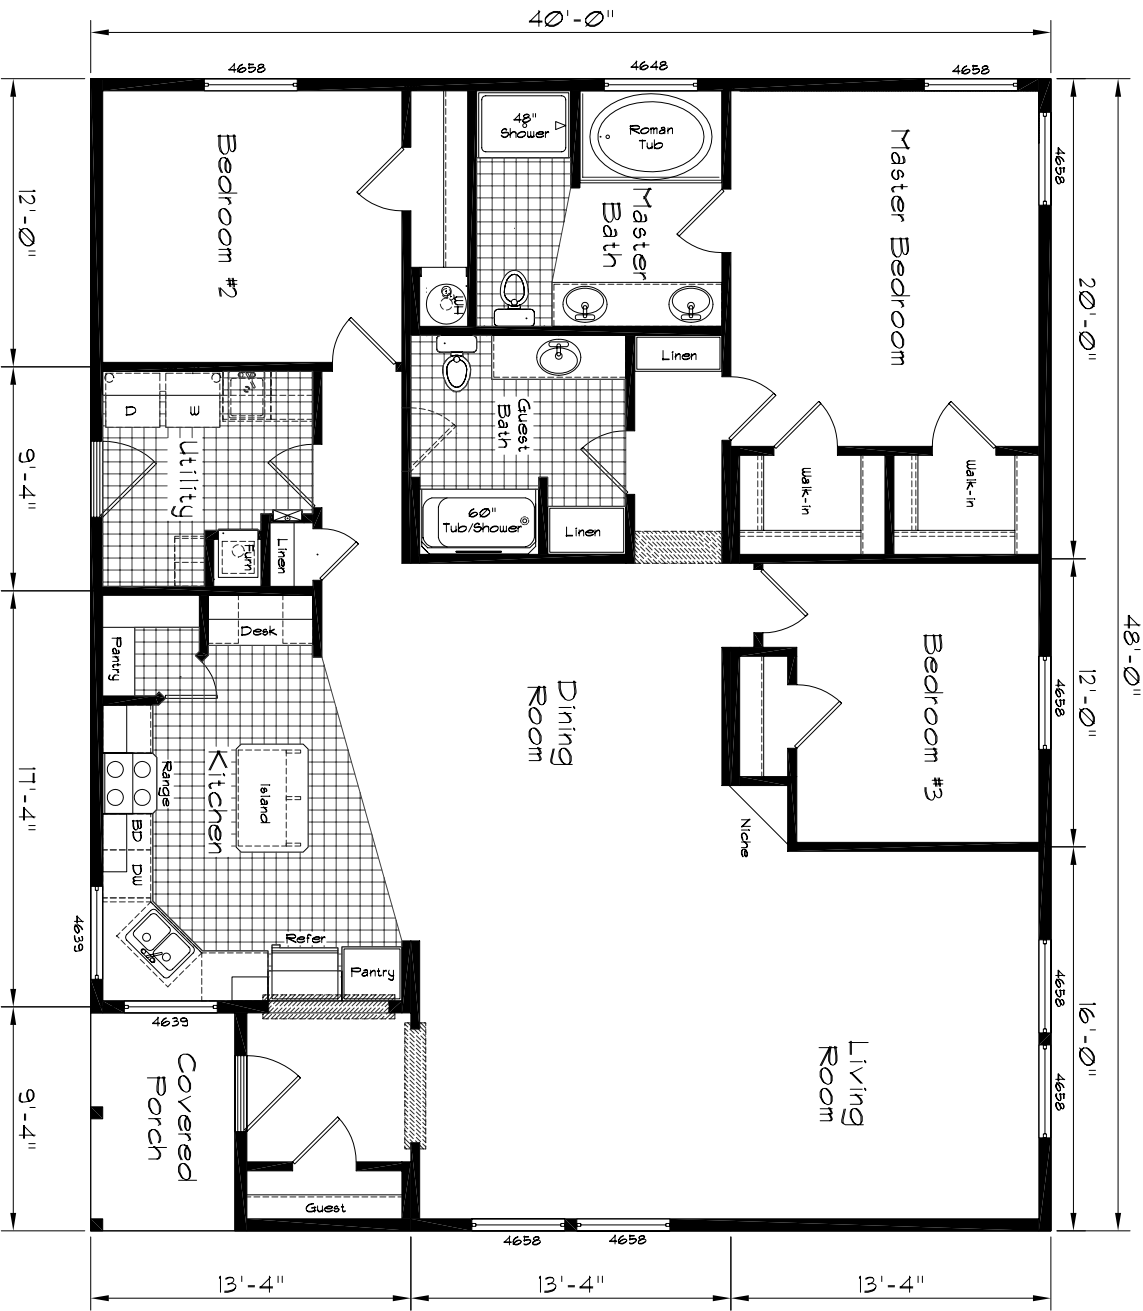 40'-0"
4658
4648
4658
48"
Shower
Roman
Tub
Bedroom #2
Master
Bath
Master Bedroom
4658
12'-0"
20'-0"
WH
Linen
D
W
Utility
Guest
Bath
Walk-in
Walk-in
9'-4"
60"
Tub/Shower
Linen
Furn
Linen
48'-0"
Pantry
Desk
Dining
Room
Bedroom #3
4658
12'-0"
Range
Kitchen
Island
17'-4"
BD
DW
Niche
4639
Refer
Pantry
4658
16'-0"
4639
Covered
Porch
Living
Room
4658
9'-4"
Guest
4658
4658
13'-4"
13'-4"
13'-4"